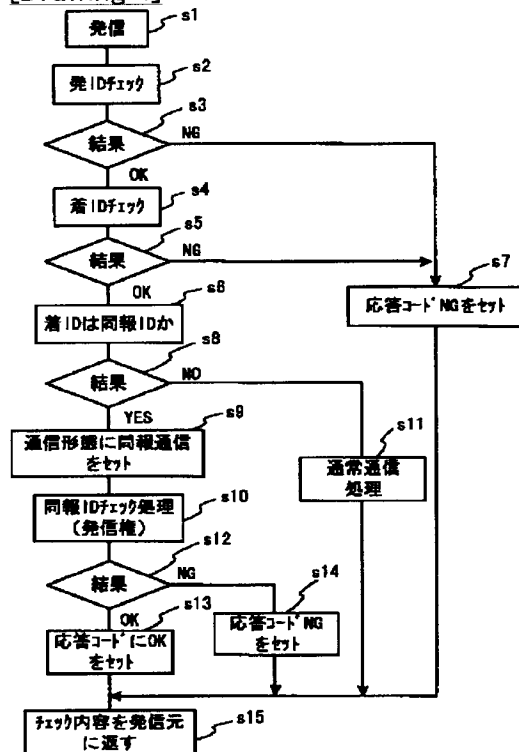 発信
s1
発IDチェック
s2
結果
s3
NG
OK
着IDチェック
s4
結果
s5
NG
OK
着IDは同報IDか
s6
応答コードNGをセット
s7
結果
s8
NO
YES
通信形態に同報通信
をセット
s9
通常通信
処理
s11
同報IDチェック処理
(発信権)
s10
結果
s12
NG
OK
応答コードにOK
をセット
s13
応答コードNG
をセット
s14
チェック内容を発信元
に返す
s15